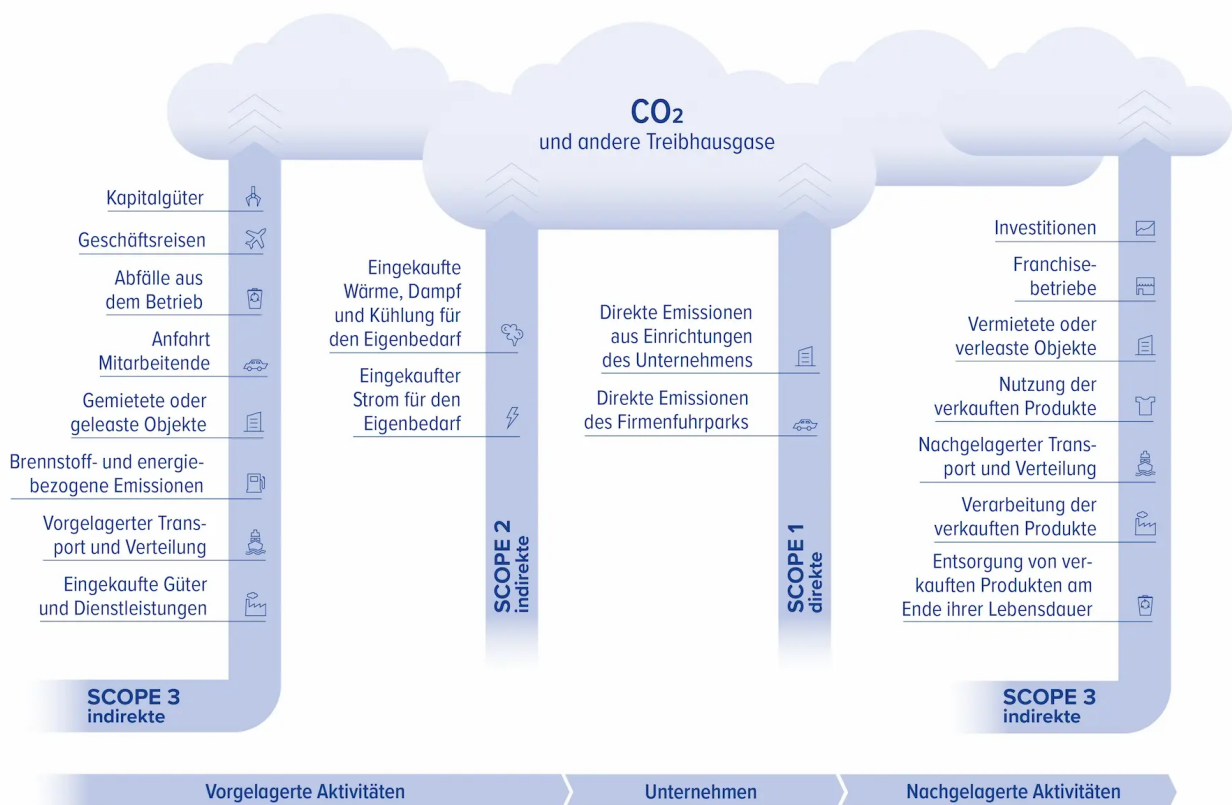 CO₂
und andere Treibhausgase
Kapitalgüter
Geschäftsreisen
Abfälle aus
dem Betrieb
Anfahrt
Mitarbeitende
Gemietete oder
geleaste Objekte
Brennstoff- und energie-
bezogene Emissionen
Vorgelagerter Trans-
port und Verteilung
Eingekaufte Güter
und Dienstleistungen
SCOPE 3
indirekte
Eingekaufte
Wärme, Dampf
und Kühlung für
den Eigenbedarf
Eingekaufter
Strom für den
Eigenbedarf
SCOPE 2
indirekte
Direkte Emissionen
aus Einrichtungen
des Unternehmens
Direkte Emissionen
des Firmenfuhrparks
SCOPE 1
direkte
Investitionen
Franchise-
betriebe
Vermietete oder
verleaste Objekte
Nutzung der
verkauften Produkte
Nachgelagerter Trans-
port und Verteilung
Verarbeitung der
verkauften Produkte
Entsorgung von ver-
kauften Produkten am
Ende ihrer Lebensdauer
SCOPE 3
indirekte
Vorgelagerte Aktivitäten
Unternehmen
Nachgelagerte Aktivitäten